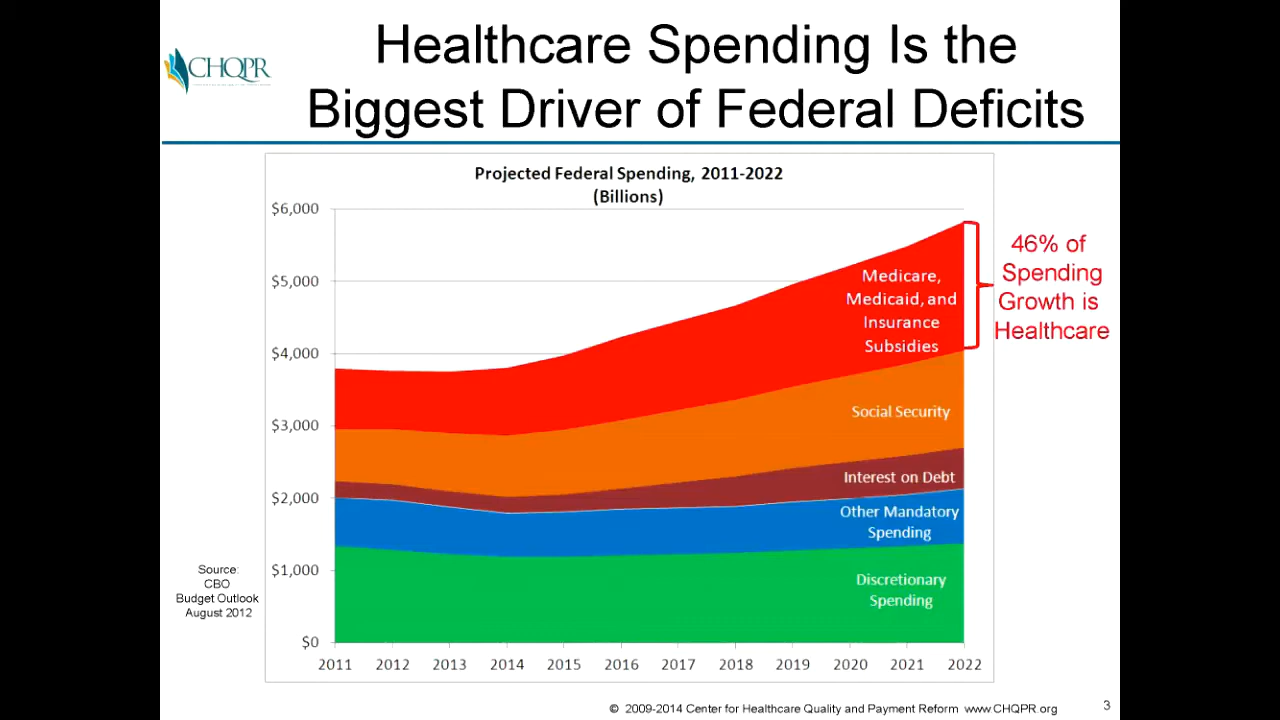 Healthcare Spending Is the
Biggest Driver of Federal Deficits
CHQPR
Projected Federal Spending, 2011-2022
(Billions)
$6,000
$5,000
$4,000
$3,000
$2,000
$1,000
$0
2011 2012 2013 2014 2015 2016 2017 2018 2019 2020 2021 2022
Medicare,
Medicaid, and
Insurance
Subsidies
Social Security
Interest on Debt
Other Mandatory
Spending
Discretionary
Spending
46% of
Spending
Growth is
Healthcare
Source:
CBO
Budget Outlook
August 2012
© 2009-2014 Center for Healthcare Quality and Payment Reform www.CHQPR.org
3